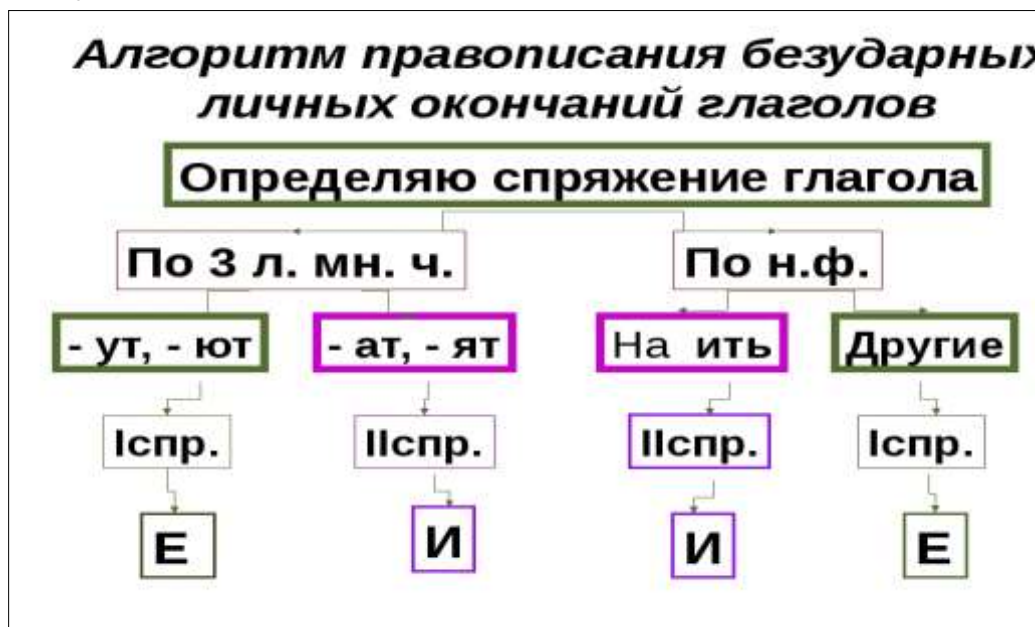 Алгоритм правописания безударных
личных окончаний глаголов
Определяю спряжение глагола
По 3 л. мн. ч.
По н.ф.
- ут, - ют
- ат, - ят
На ить
Другие
Iспр.
IIспр.
IIспр.
Iспр.
Е
И
И
Е